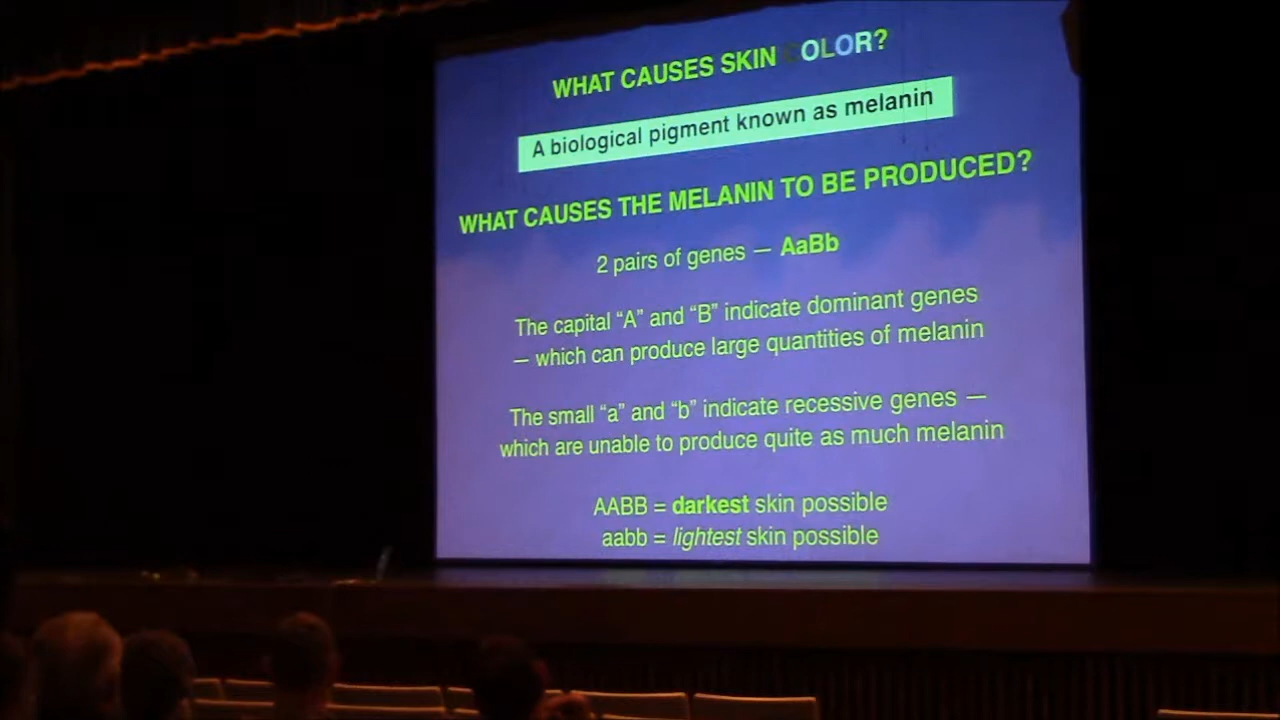 WHAT CAUSES SKIN COLOR?
A biological pigment known as melanin
WHAT CAUSES THE MELANIN TO BE PRODUCED?
2 pairs of genes — AaBb
The capital “A” and “B” indicate dominant genes
— which can produce large quantities of melanin
The small “a” and “b” indicate recessive genes —
which are unable to produce quite as much melanin
AABB = darkest skin possible
aabb = lightest skin possible